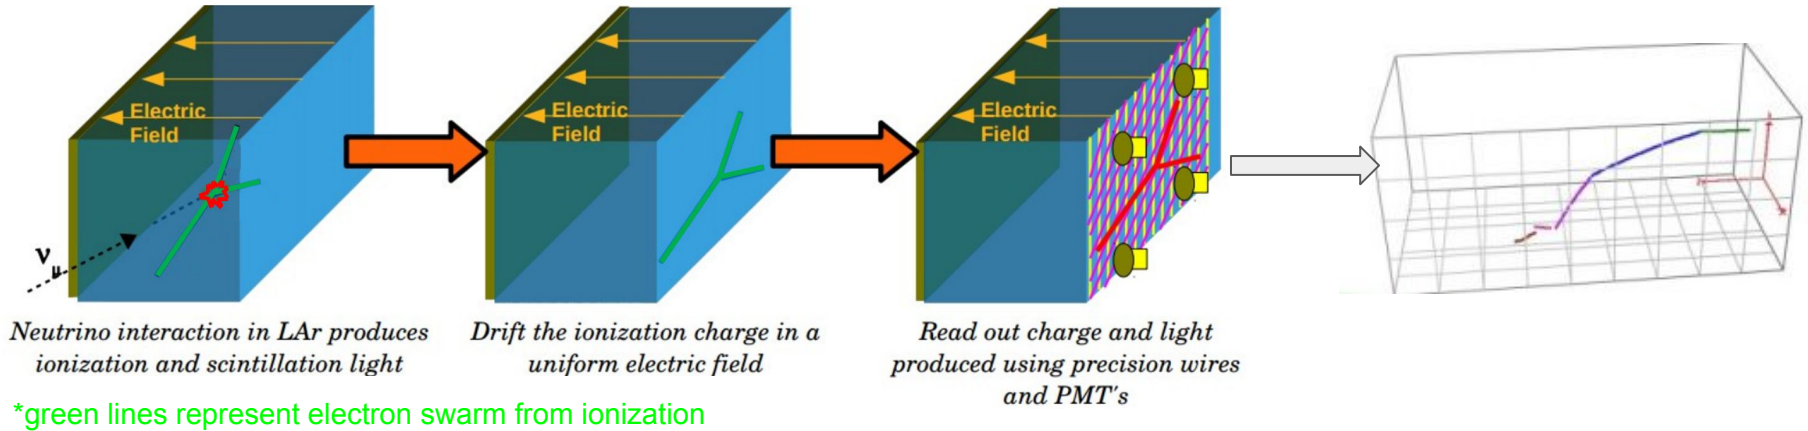 Electric
Field
ν
μ
Neutrino interaction in LAr produces
ionization and scintillation light
Electric
Field
Drift the ionization charge in a
uniform electric field
Electric
Field
Read out charge and light
produced using precision wires
and PMT's
*green lines represent electron swarm from ionization